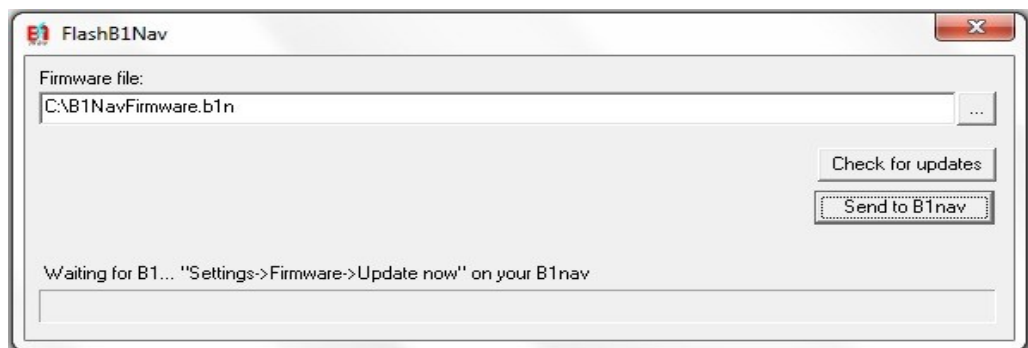 FlashB1Nav
Firmware file:
C:\B1NavFirmware.b1n
...
Check for updates
Send to B1nav
Waiting for B1... "Settings->Firmware->Update now" on your B1nav